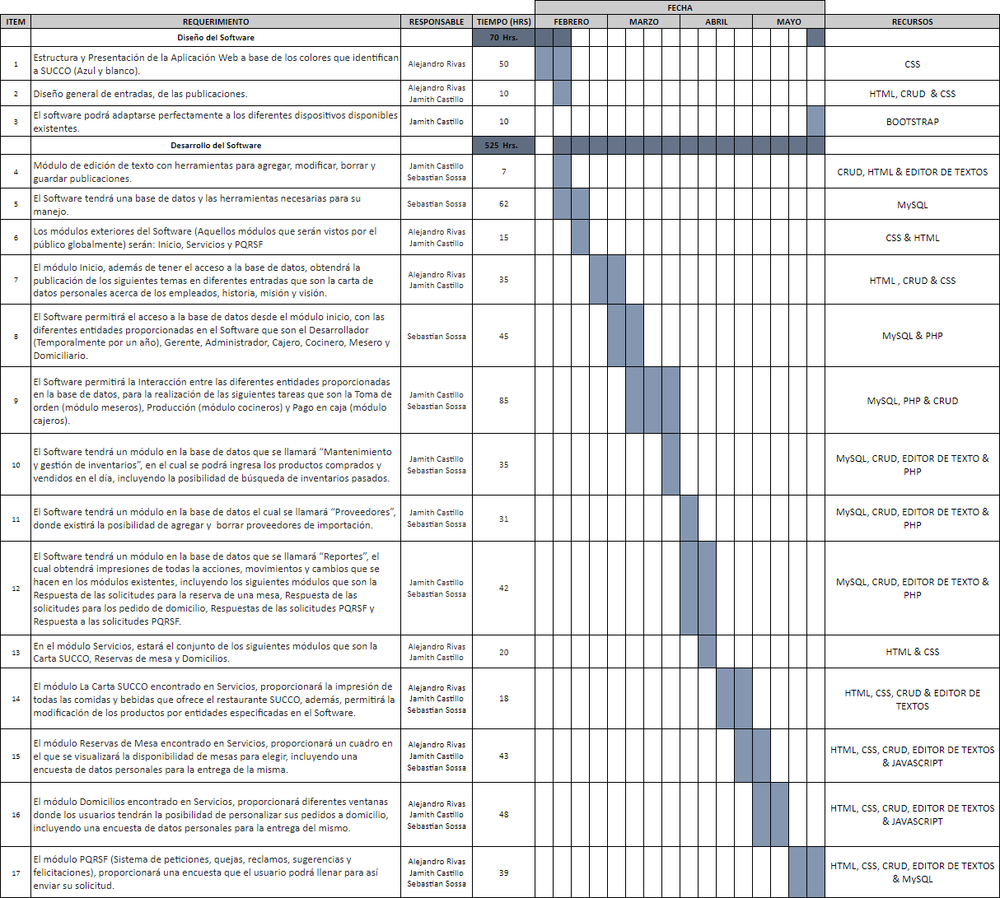 FECHA
ITEM REQUERIMIENTO RESPONSABLE TIEMPO (HRS) FEBRERO MARZO ABRIL MAYO RECURSOS
Diseño del Software 70 Hrs.
1 Estructura y Presentación de la Aplicación Web a base de los colores que identifican
a SUCCO (Azul y blanco).
Alejandro Rivas
50
CSS
2 Diseño general de entradas, de las publicaciones.
Alejandro Rivas
Jamith Castillo
10
HTML, CRUD & CSS
3 El software podrá adaptarse perfectamente a los diferentes dispositivos disponibles
existentes.
Jamith Castillo
10
BOOTSTRAP
Desarrollo del Software 525 Hrs.
4 Módulo de edición de texto con herramientas para agregar, modificar, borrar y
guardar publicaciones.
Jamith Castillo
Sebastian Sossa
7
CRUD, HTML & EDITOR DE TEXTOS
5 El Software tendrá una base de datos y las herramientas necesarias para su
manejo.
Sebastian Sossa
62
MySQL
6 Los módulos exteriores del Software (Aquellos módulos que serán vistos por el
público globalmente) serán: Inicio, Servicios y PQRSF
Alejandro Rivas
Jamith Castillo
15
CSS & HTML
7 El módulo Inicio, además de tener el acceso a la base de datos, obtendrá la
publicación de los siguientes temas en diferentes entradas que son la carta de
datos personales acerca de los empleados, historia, misión y visión.
Alejandro Rivas
Jamith Castillo
35
HTML , CRUD & CSS
8 El Software permitirá el acceso a la base de datos desde el módulo inicio, con las
diferentes entidades proporcionadas en el Software que son el Desarrollador
(Temporalmente por un año), Gerente, Administrador, Cajero, Cocinero, Mesero y
Domiciliario.
Sebastian Sossa
45
MySQL & PHP
9 El Software permitirá la Interacción entre las diferentes entidades proporcionadas
en la base de datos, para la realización de las siguientes tareas que son la Toma de
orden (módulo meseros), Producción (módulo cocineros) y Pago en caja (módulo
cajeros).
Jamith Castillo
Sebastian Sossa
85
MySQL, PHP & CRUD
10 El Software tendrá un módulo en la base de datos que se llamará “Mantenimiento
y gestión de inventarios”, en el cual se podrá ingresa los productos comprados y
vendidos en el día, incluyendo la posibilidad de búsqueda de inventarios pasados.
Jamith Castillo
Sebastian Sossa
35
MySQL, CRUD, EDITOR DE TEXTO &
PHP
11 El Software tendrá un módulo en la base de datos el cual se llamará “Proveedores”,
donde existirá la posibilidad de agregar y borrar proveedores de importación.
Jamith Castillo
Sebastian Sossa
31
MySQL, CRUD, EDITOR DE TEXTO &
PHP
12 El Software tendrá un módulo en la base de datos que se llamará “Reportes”, el
cual obtendrá impresiones de todas la acciones, movimientos y cambios que se
hacen en los módulos existentes, incluyendo los siguientes módulos que son la
Respuesta de las solicitudes para la reserva de una mesa, Respuesta de las
solicitudes para los pedido de domicilio, Respuestas de las solicitudes PQRSF y
Respuesta a las solicitudes PQRSF.
Jamith Castillo
Sebastian Sossa
42
MySQL, CRUD, EDITOR DE TEXTO &
PHP
13 En el módulo Servicios, estará el conjunto de los siguientes módulos que son la
Carta SUCCO, Reservas de mesa y Domicilios.
Alejandro Rivas
Jamith Castillo
20
HTML & CSS
14 El módulo La Carta SUCCO encontrado en Servicios, proporcionará la impresión de
todas las comidas y bebidas que ofrece el restaurante SUCCO, además, permitirá la
modificación de los productos por entidades especificadas en el Software.
Alejandro Rivas
Jamith Castillo
Sebastian Sossa
18
HTML, CSS, CRUD & EDITOR DE
TEXTOS
15 El módulo Reservas de Mesa encontrado en Servicios, proporcionará un cuadro en
el que se visualizará la disponibilidad de mesas para elegir, incluyendo una
encuesta de datos personales para la entrega de la misma.
Alejandro Rivas
Jamith Castillo
Sebastian Sossa
43
HTML, CSS, CRUD, EDITOR DE TEXTOS
& JAVASCRIPT
16 El módulo Domicilios encontrado en Servicios, proporcionará diferentes ventanas
donde los usuarios tendrán la posibilidad de personalizar sus pedidos a domicilio,
incluyendo una encuesta de datos personales para la entrega del mismo.
Alejandro Rivas
Jamith Castillo
Sebastian Sossa
48
HTML, CSS, CRUD, EDITOR DE TEXTOS
& JAVASCRIPT
17 El módulo PQRSF (Sistema de peticiones, quejas, reclamos, sugerencias y
felicitaciones), proporcionará una encuesta que el usuario podrá llenar para así
enviar su solicitud.
Alejandro Rivas
Jamith Castillo
Sebastian Sossa
39
HTML, CSS, CRUD, EDITOR DE TEXTOS
& MySQL